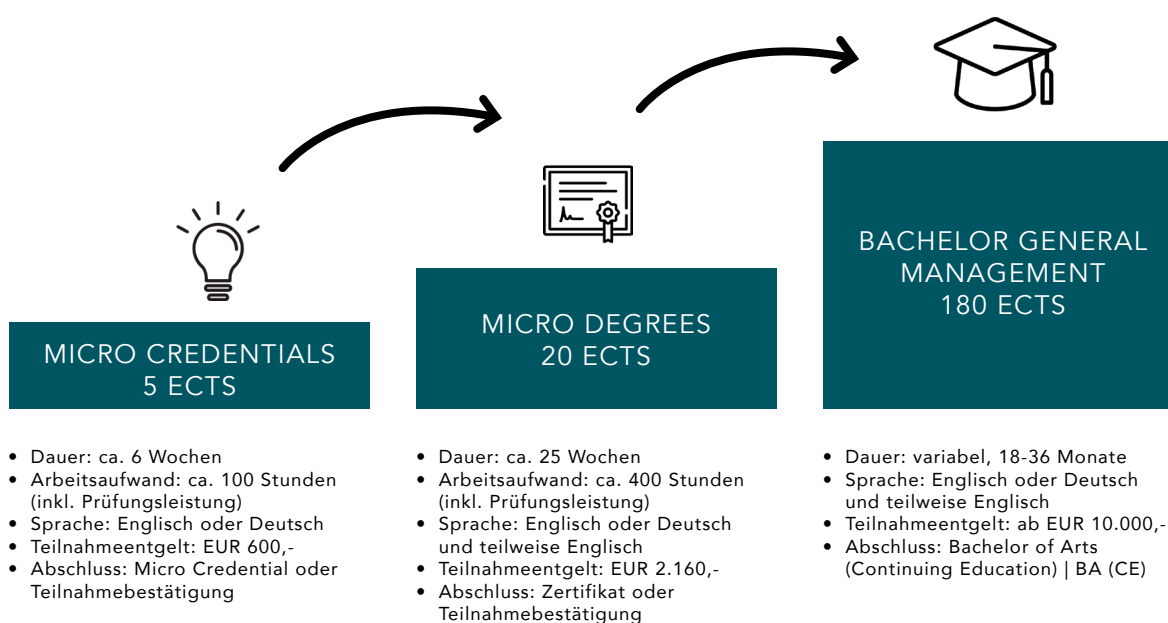 MICRO CREDENTIALS
5 ECTS
• Dauer: ca. 6 Wochen
• Arbeitsaufwand: ca. 100 Stunden
(inkl. Prüfungsleistung)
• Sprache: Englisch oder Deutsch
• Teilnahmeentgelt: EUR 600,-
• Abschluss: Micro Credential oder
Teilnahmebestätigung
MICRO DEGREES
20 ECTS
• Dauer: ca. 25 Wochen
• Arbeitsaufwand: ca. 400 Stunden
(inkl. Prüfungsleistung)
• Sprache: Englisch oder Deutsch
und teilweise Englisch
• Teilnahmeentgelt: EUR 2.160,-
• Abschluss: Zertifikat oder
Teilnahmebestätigung
BACHELOR GENERAL
MANAGEMENT
180 ECTS
• Dauer: variabel, 18-36 Monate
• Sprache: Englisch oder Deutsch
und teilweise Englisch
• Teilnahmeentgelt: ab EUR 10.000,-
• Abschluss: Bachelor of Arts
(Continuing Education) | BA (CE)